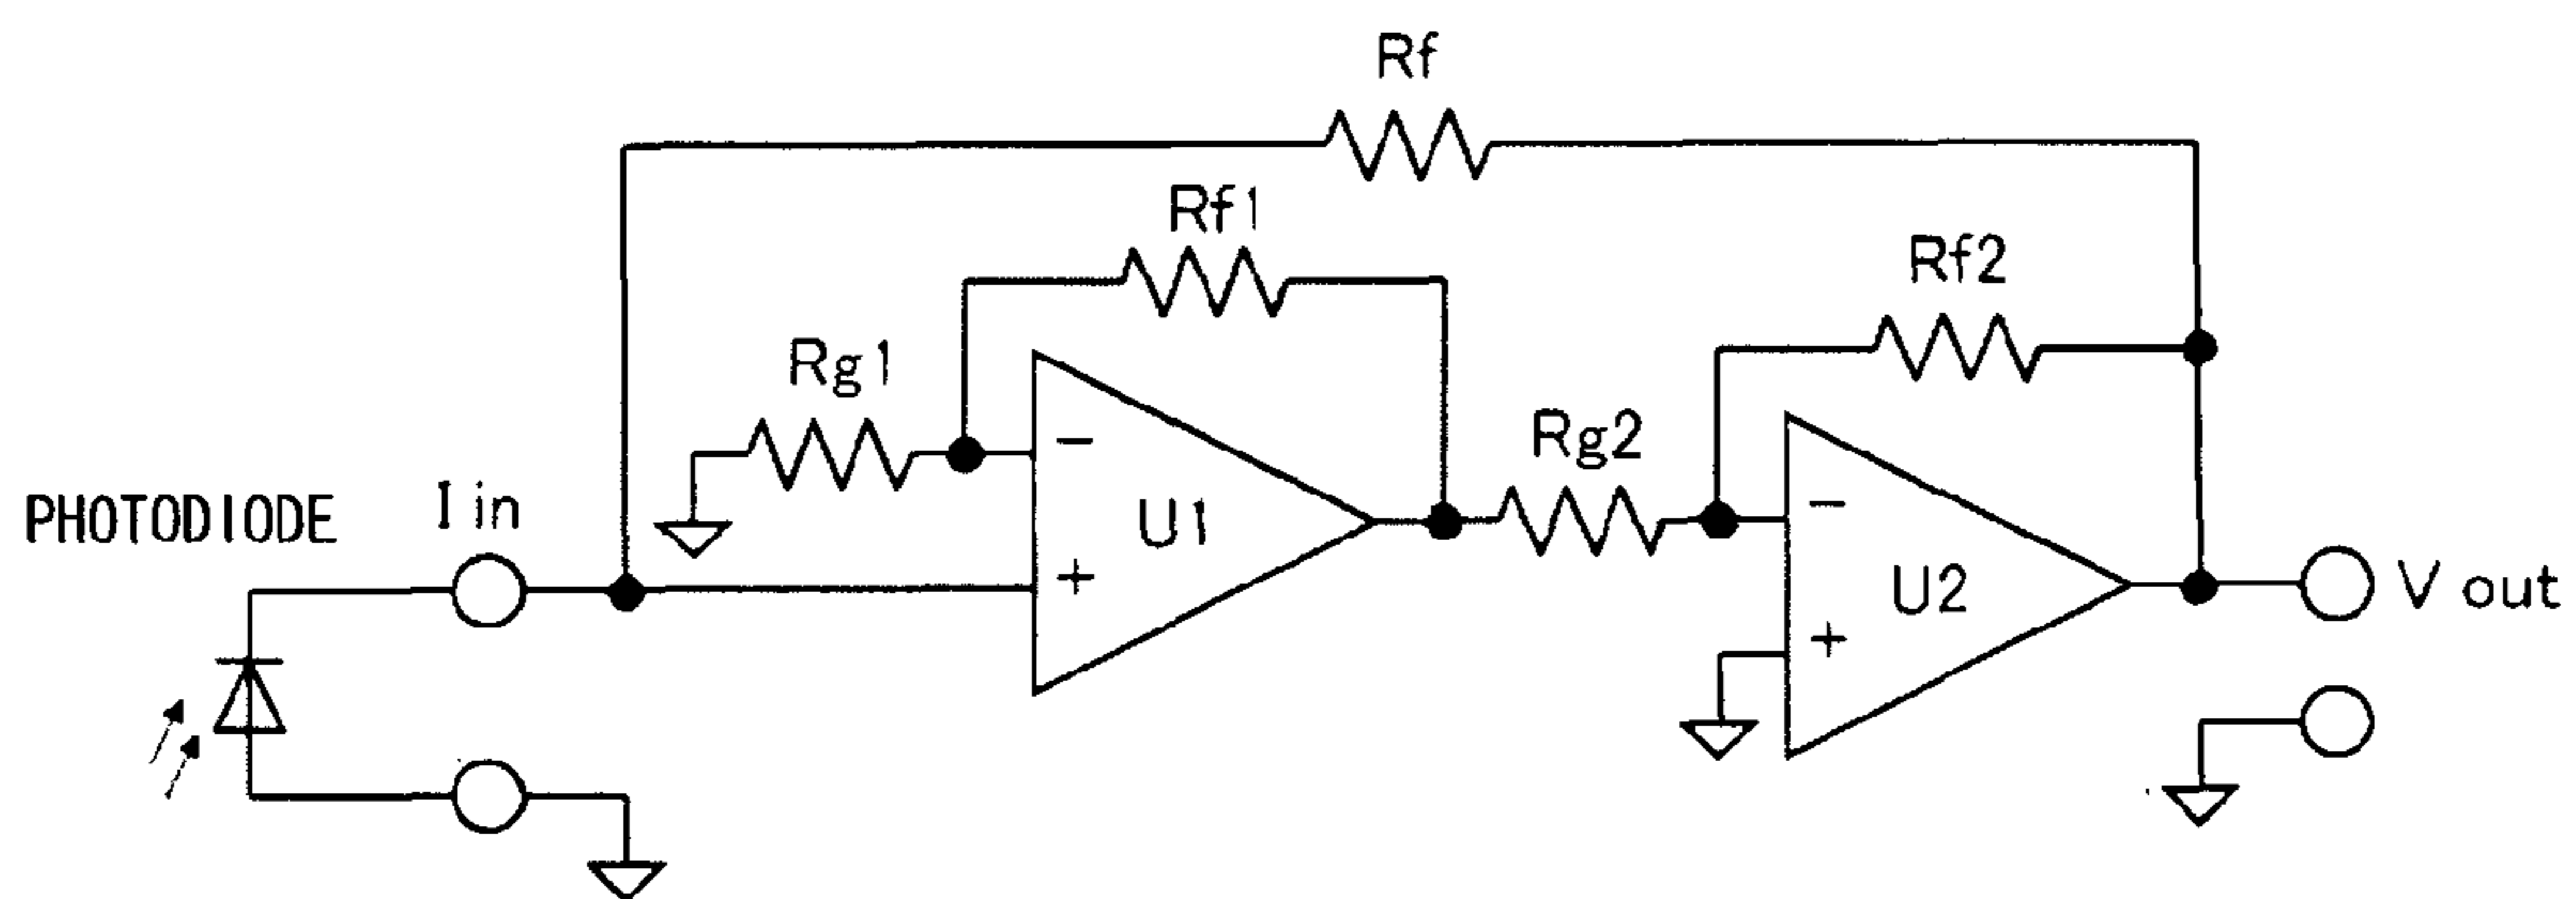 Rf
Rf1
Rf2
Rg1
Rg2
PHOTODIODE
I in
−
U1
+
−
U2
+
V out